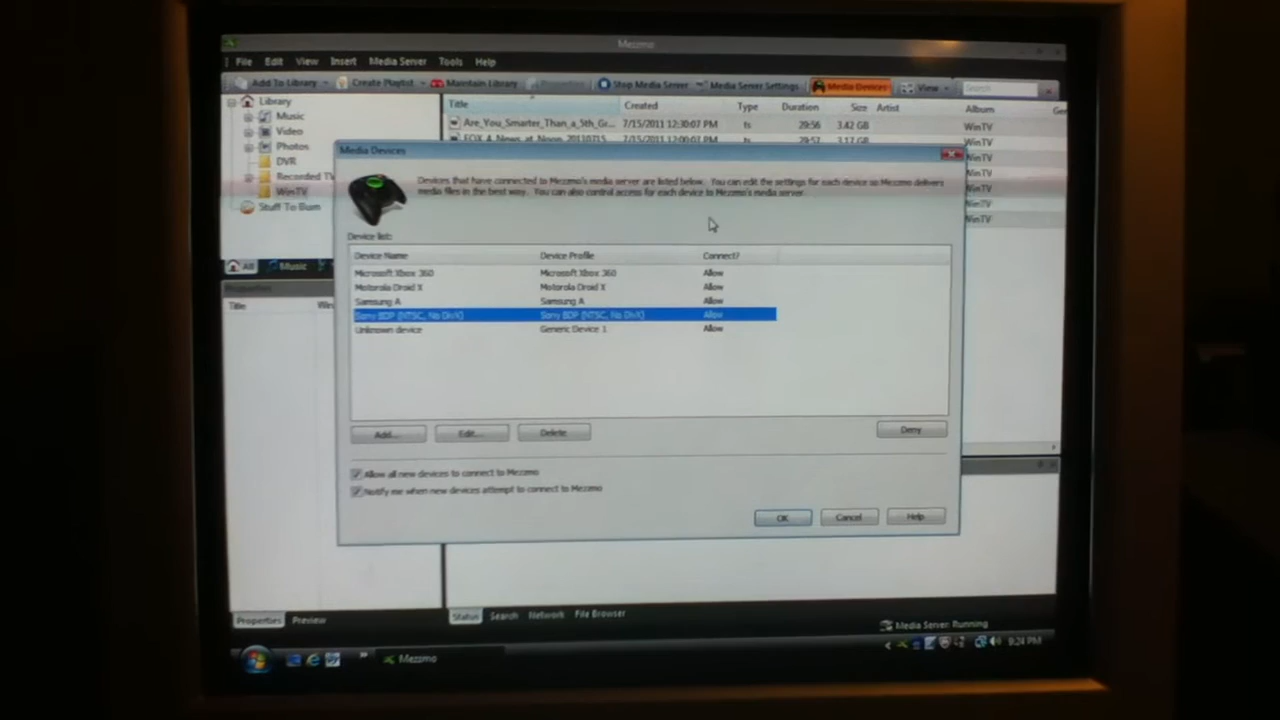 Mezzmo
File Edit View Insert Media Server Tools Help
Add To Library Create Playlist Maintain Library Stop Media Server Media Server Settings Media Devices View Search
Library
Music
Video
Photos
DVR
Recorded TV
WinTV
Stuff To Burn
Title Created Type Duration Size Artist Album
Are_You_Smarter_Than_a_5th_Gr... 7/15/2011 12:30:07 PM ts 29:56 3.42 GB WinTV
FOX_4_News_at_Noon_20110715... 7/15/2011 12:00:07 PM ts 29:57 3.17 GB WinTV
WinTV
WinTV
WinTV
WinTV
WinTV
Media Devices
Devices that have connected to Mezzmo's media server are listed below. You can edit the settings for each device so Mezzmo delivers
media files in the best way. You can also control access for each device to Mezzmo's media server.
Device list:
Device Name Device Profile Connect?
Microsoft Xbox 360 Microsoft Xbox 360 Allow
Motorola Droid X Motorola Droid X Allow
Samsung A Samsung A Allow
Sony BDP (NTSC, No DivX) Sony BDP (NTSC, No DivX) Allow
Unknown device Generic Device 1 Allow
Add... Edit... Delete Deny
Allow all new devices to connect to Mezzmo
Notify me when new devices attempt to connect to Mezzmo
OK Cancel Help
All Music
Properties
Title Win
Properties Preview
Status Search Network File Browser
Media Server: Running
Mezzmo
9:24 PM